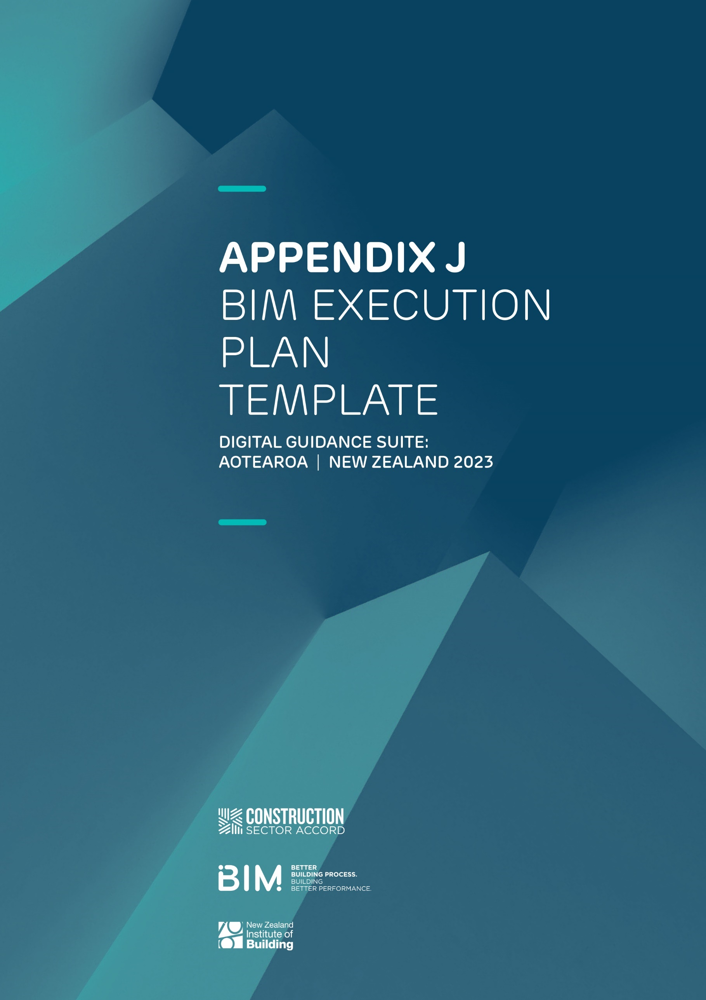 APPENDIX J
BIM EXECUTION
PLAN
TEMPLATE
DIGITAL GUIDANCE SUITE:
AOTEAROA | NEW ZEALAND 2023
CONSTRUCTION
SECTOR ACCORD
BIM
BETTER
BUILDING PROCESS.
BUILDING
BETTER PERFORMANCE.
New Zealand
Institute of
Building